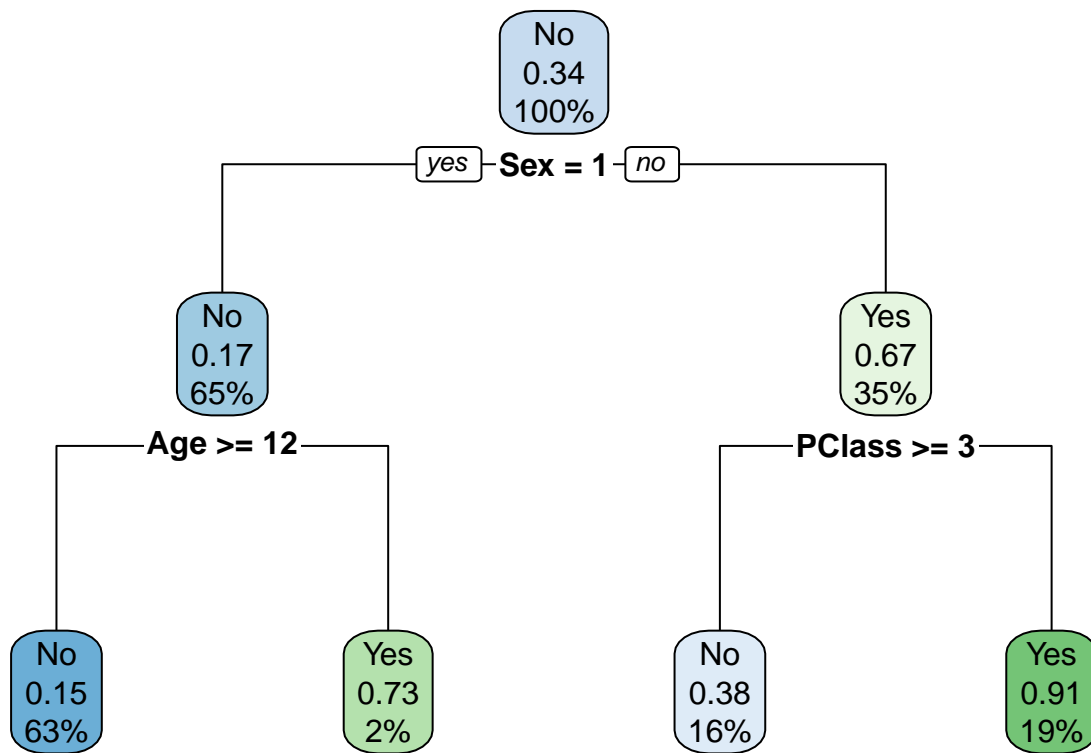 No
0.34
100%
yes Sex = 1 no
No
0.17
65%
Yes
0.67
35%
Age >= 12
PClass >= 3
No
0.15
63%
Yes
0.73
2%
No
0.38
16%
Yes
0.91
19%